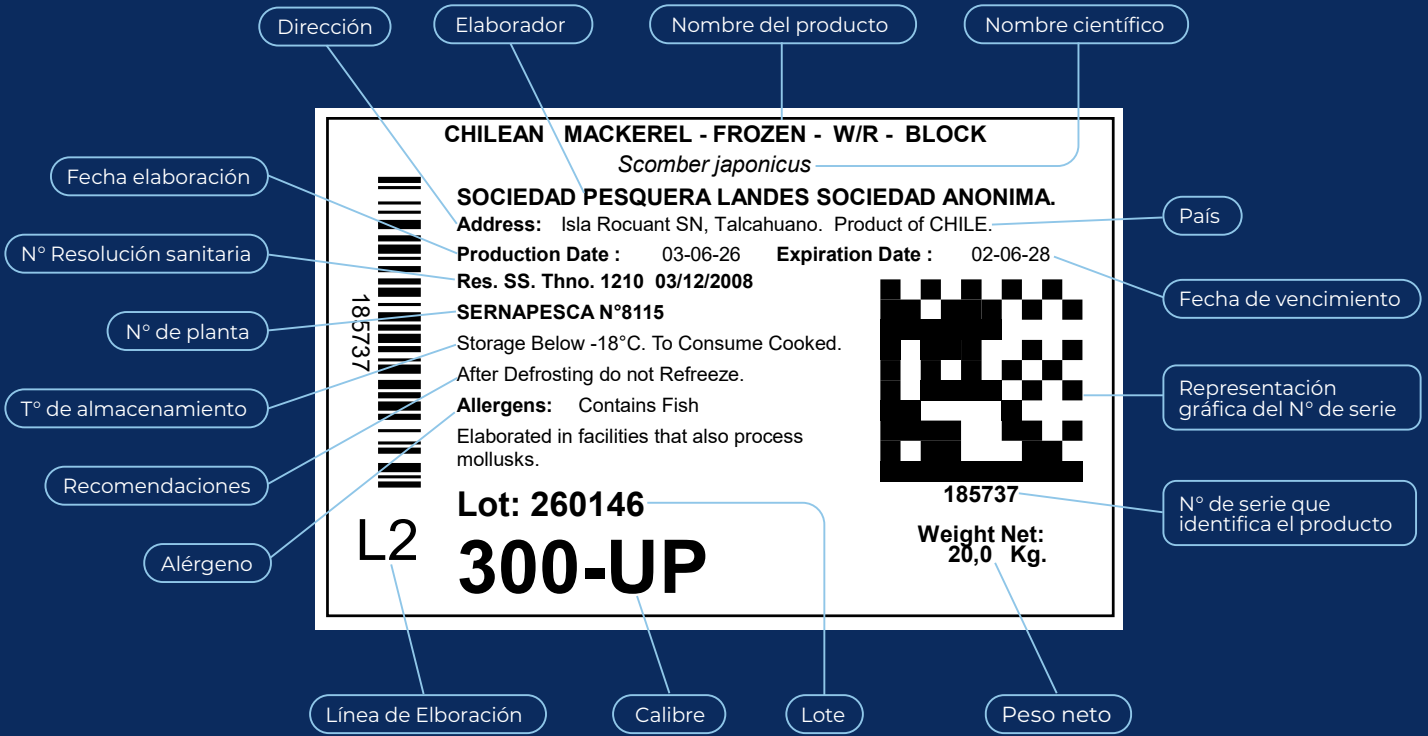 Dirección
Elaborador
Nombre del producto
Nombre científico
CHILEAN MACKEREL - FROZEN - W/R - BLOCK
Scomber japonicus
SOCIEDAD PESQUERA LANDES SOCIEDAD ANONIMA.
Address: Isla Rocuant SN, Talcahuano. Product of CHILE.
Production Date : 03-06-26 Expiration Date : 02-06-28
Res. SS. Thno. 1210 03/12/2008
SERNAPESCA N°8115
Storage Below -18°C. To Consume Cooked.
After Defrosting do not Refreeze.
Allergens: Contains Fish
Elaborated in facilities that also process
mollusks.
Lot: 260146
300-UP
185737
L2
185737
Weight Net:
20,0 Kg.
Fecha elaboración
N° Resolución sanitaria
N° de planta
T° de almacenamiento
Recomendaciones
Alérgeno
País
Fecha de vencimiento
Representación
gráfica del N° de serie
N° de serie que
identifica el producto
Línea de Elboración
Calibre
Lote
Peso neto